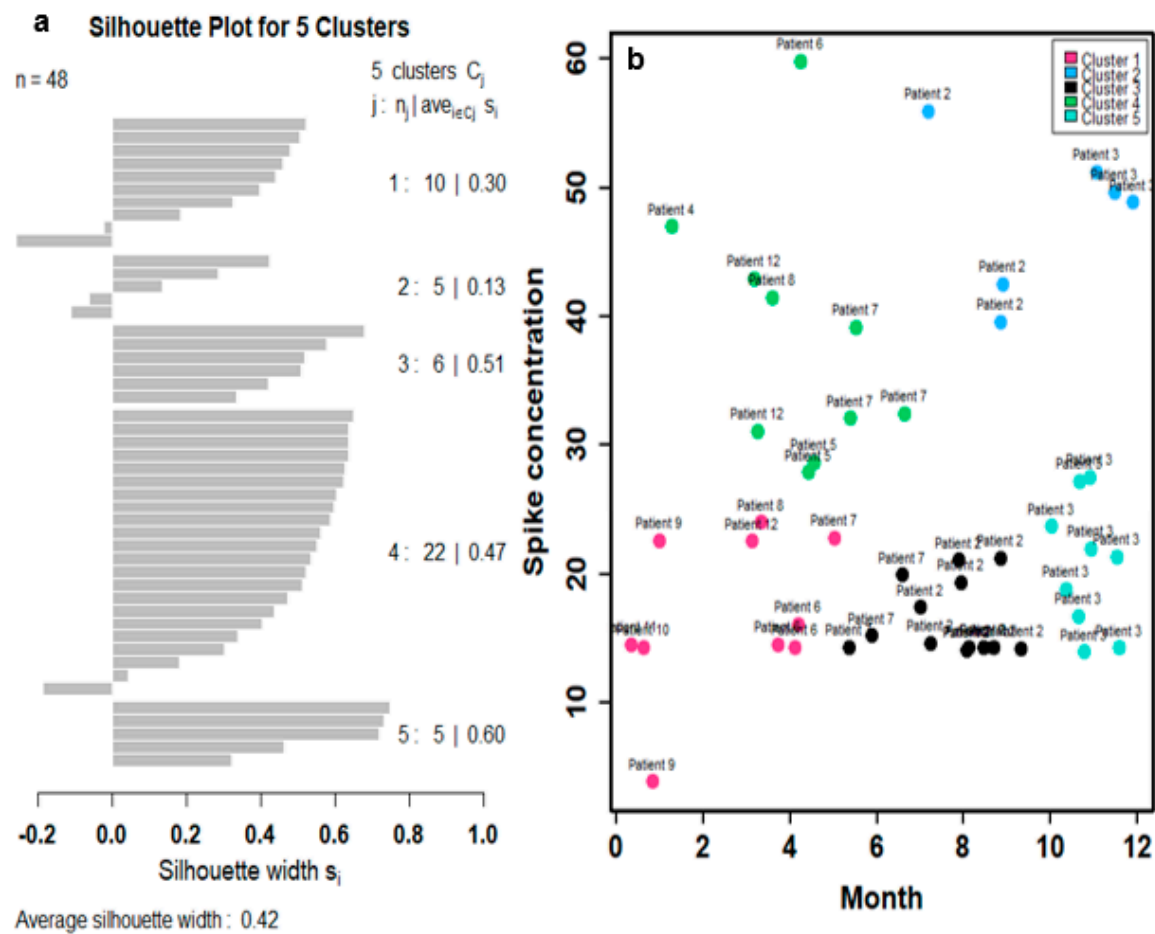 a
Silhouette Plot for 5 Clusters
n = 48
5 clusters Cj
j : nj | ave i∈Cj si
1 : 10 | 0.30
2 : 5 | 0.13
3 : 6 | 0.51
4 : 22 | 0.47
5 : 5 | 0.60
-0.2 0.0 0.2 0.4 0.6 0.8 1.0
Silhouette width si
Average silhouette width : 0.42
b
Cluster 1
Cluster 2
Cluster 3
Cluster 4
Cluster 5
Spike concentration
60
50
40
30
20
10
Patient 6
Patient 2
Patient 3
Patient 3
Patient 3
Patient 4
Patient 12
Patient 8
Patient 2
Patient 2
Patient 7
Patient 12
Patient 7
Patient 7
Patient 5
Patient 5
Patient 3
Patient 8
Patient 9
Patient 12
Patient 7
Patient 3
Patient 3
Patient 3
Patient 2
Patient 2
Patient 7
Patient 2
Patient 2
Patient 3
Patient 3
Patient 6
Patient 7
Patient 6
Patient 2
Patient 2
Patient 3
Patient 3
Patient 9
0 2 4 6 8 10 12
Month